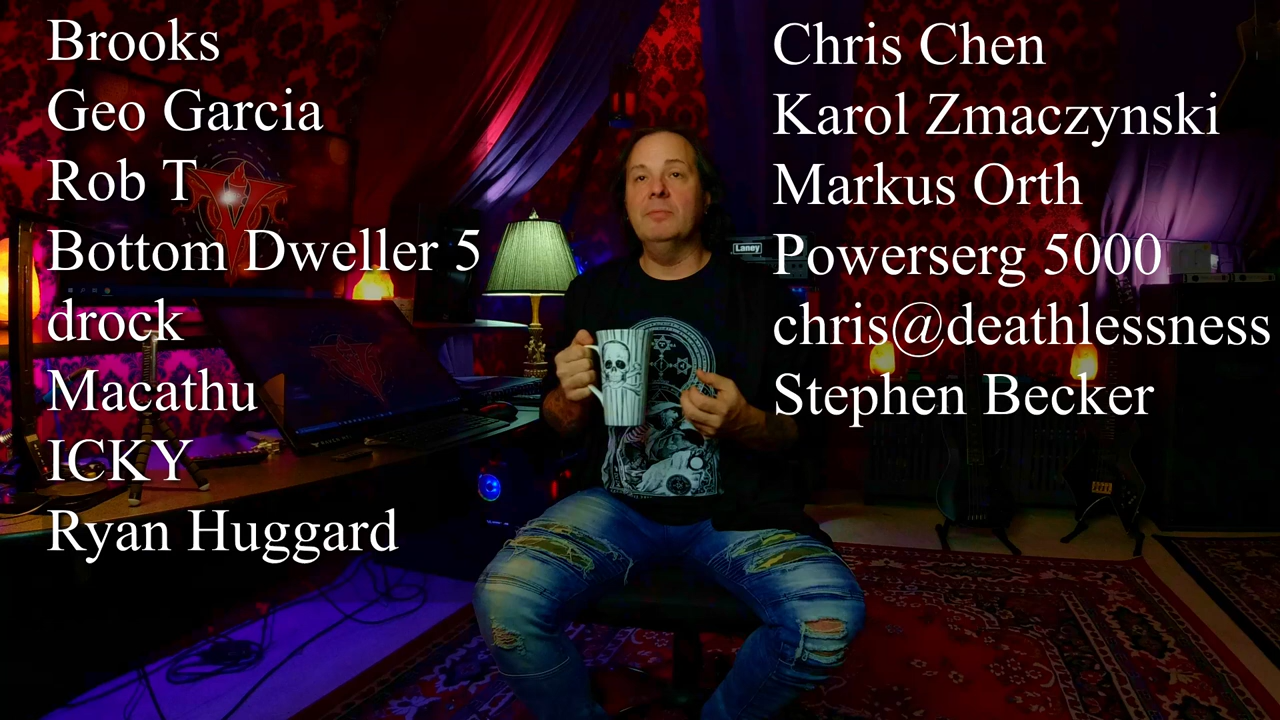 Brooks
Geo Garcia
Rob T
Bottom Dweller 5
drock
Macathu
ICKY
Ryan Huggard
Chris Chen
Karol Zmaczynski
Markus Orth
Powerserg 5000
chris@deathlessness
Stephen Becker
Laney